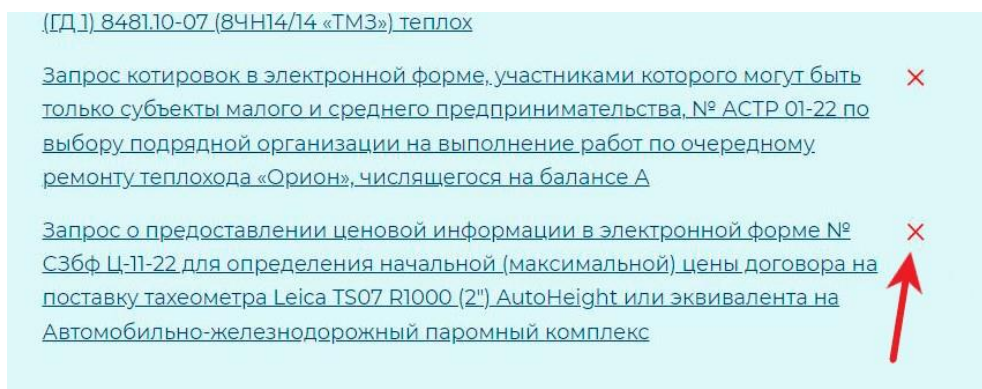 (ГД 1) 8481.10-07 (8ЧН14/14 «ТМЗ») теплох
Запрос котировок в электронной форме, участниками которого могут быть
только субъекты малого и среднего предпринимательства, № АСТР 01-22 по
выбору подрядной организации на выполнение работ по очередному
ремонту теплохода «Орион», числящегося на балансе А
Запрос о предоставлении ценовой информации в электронной форме №
СЗбф Ц-11-22 для определения начальной (максимальной) цены договора на
поставку тахеометра Leica TS07 R1000 (2") AutoHeight или эквивалента на
Автомобильно-железнодорожный паромный комплекс